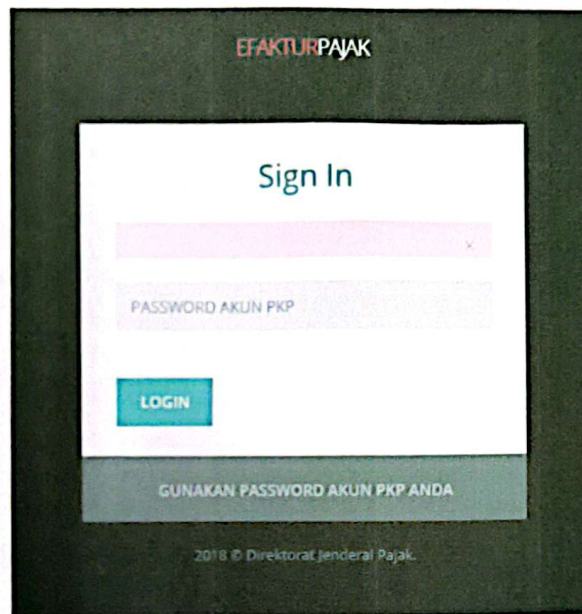 EFAKTURPAJAK
Sign In
×
PASSWORD AKUN PKP
LOGIN
GUNAKAN PASSWORD AKUN PKP ANDA
2018 © Direktorat Jenderal Pajak.